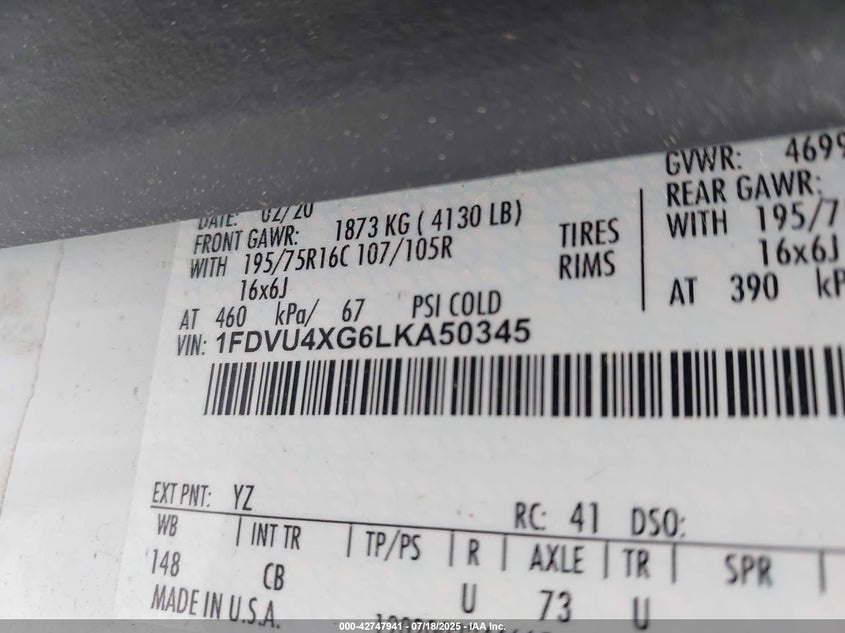 DATE: 02/20
FRONT GAWR: 1873 KG ( 4130 LB)
WITH 195/75R16C 107/105R TIRES
16x6J RIMS
AT 460 kPa/ 67 PSI COLD
GVWR: 4699
REAR GAWR:
WITH 195/7
16x6J
AT 390 kP
VIN: 1FDVU4XG6LKA50345
EXT PNT: YZ RC: 41 DSO:
WB INT TR TP/PS R AXLE TR SPR
148 CB U 73 U
MADE IN U.S.A.
000-42747941 / 07/18/2025 - Copyright © 2025 IAA Inc.